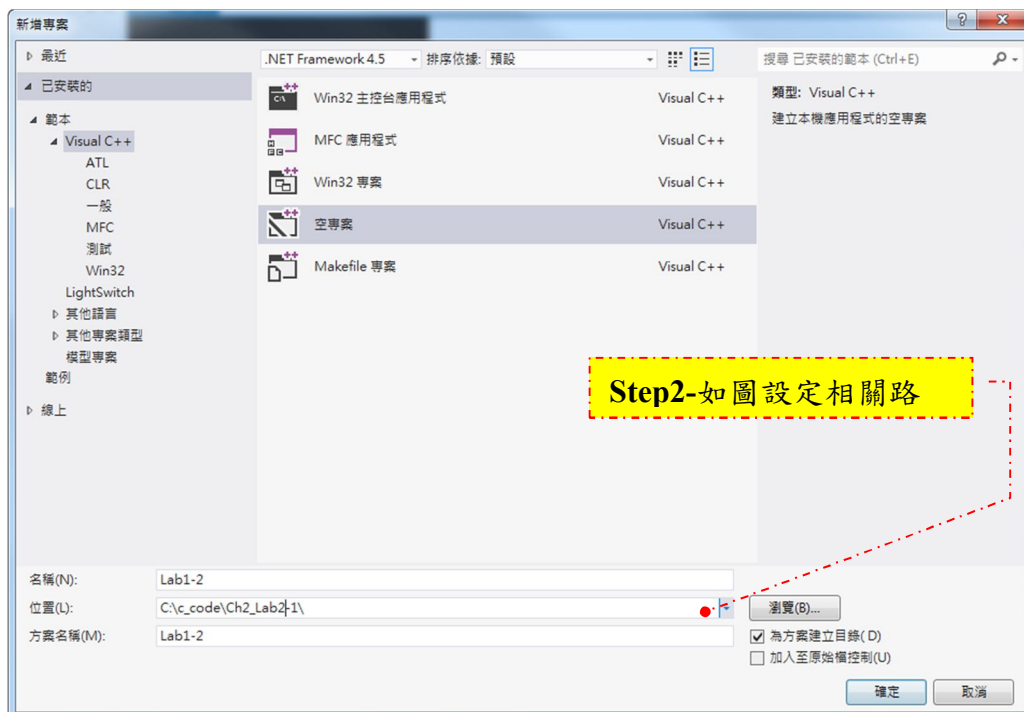 新增專案
最近
.NET Framework 4.5 排序依據: 預設
搜尋 已安裝的範本 (Ctrl+E)
已安裝的
範本
Visual C++
ATL
CLR
一般
MFC
測試
Win32
LightSwitch
其他語言
其他專案類型
模型專案
範例
線上
Win32 主控台應用程式 Visual C++
MFC 應用程式 Visual C++
Win32 專案 Visual C++
空專案 Visual C++
Makefile 專案 Visual C++
類型: Visual C++
建立本機應用程式的空專案
Step2-如圖設定相關路
名稱(N): Lab1-2
位置(L): C:\c_code\Ch2_Lab2-1\ 瀏覽(B)...
方案名稱(M): Lab1-2
為方案建立目錄(D)
加入至原始檔控制(U)
確定 取消